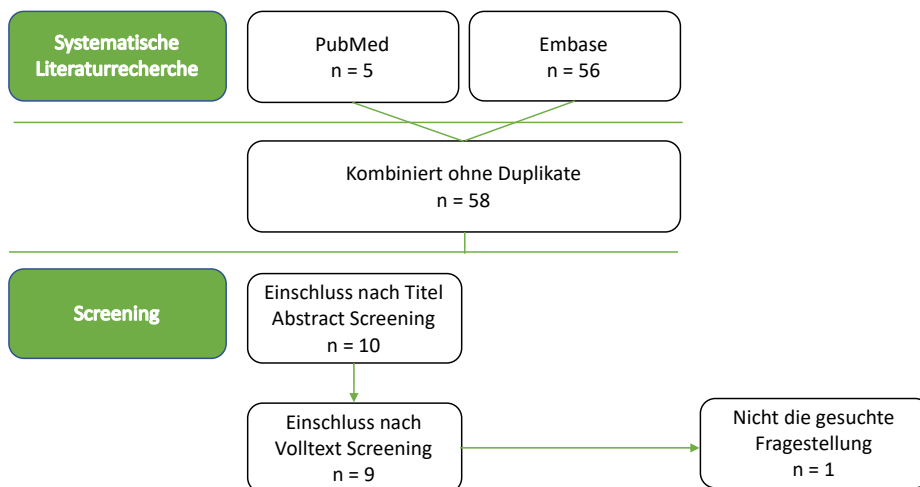 Systematische
Literaturrecherche
PubMed
n = 5
Embase
n = 56
Kombiniert ohne Duplikate
n = 58
Screening
Einschluss nach Titel
Abstract Screening
n = 10
Einschluss nach
Volltext Screening
n = 9
Nicht die gesuchte
Fragestellung
n = 1